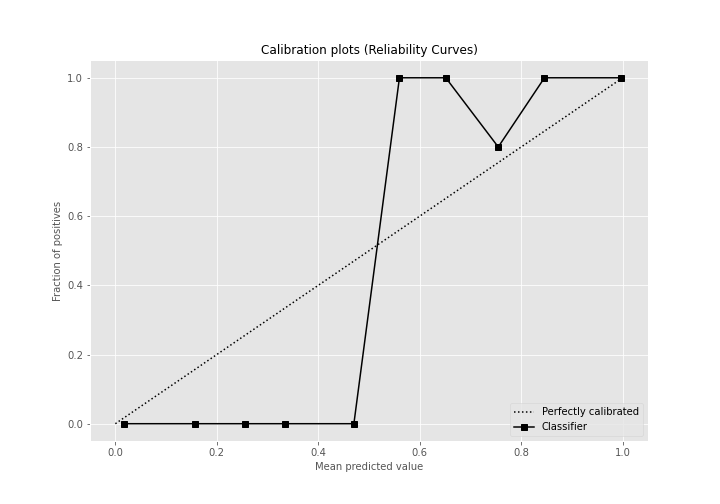 Calibration plots (Reliability Curves)
1.0
0.8
0.6
0.4
0.2
0.0
Fraction of positives
Perfectly calibrated
Classifier
0.0 0.2 0.4 0.6 0.8 1.0
Mean predicted value